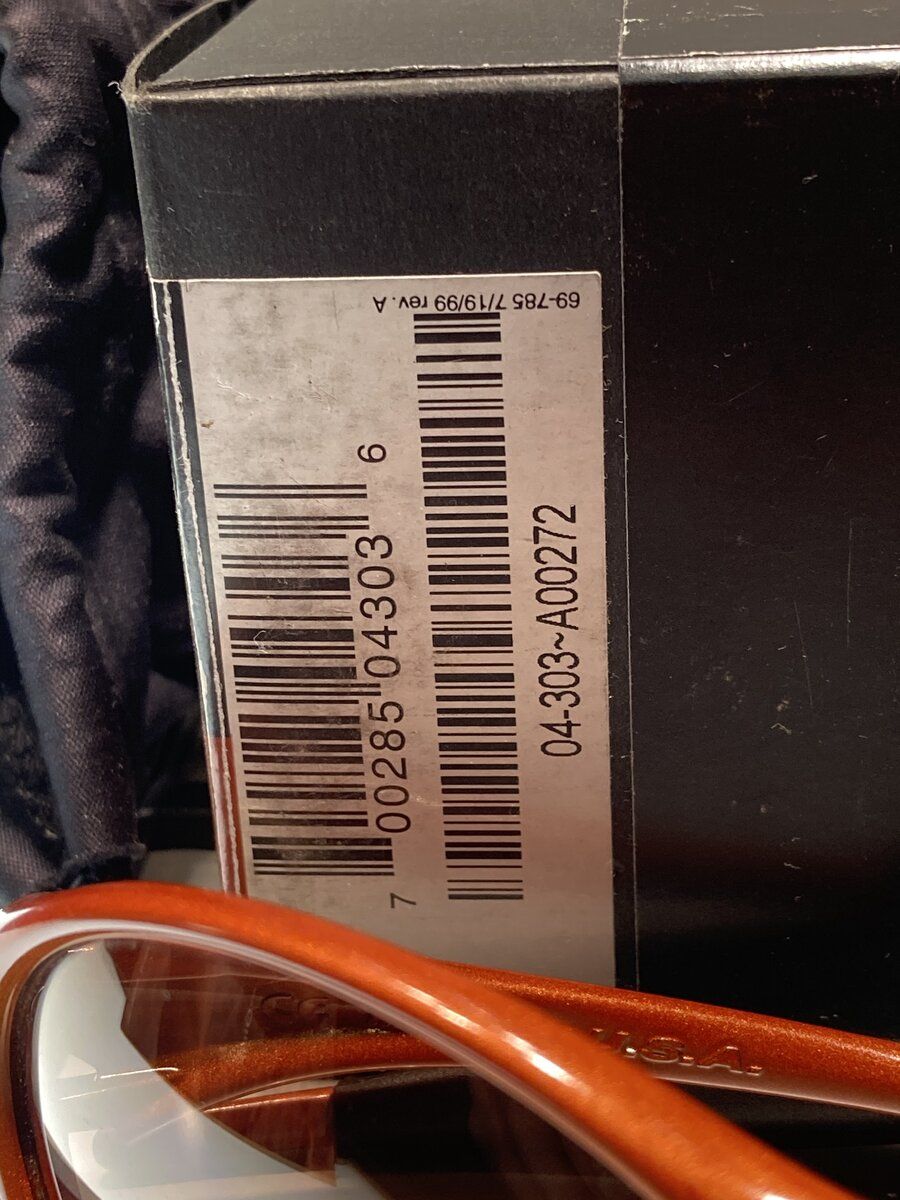 69-785 7/19/99 rev. A
7 00285 04303 6
04-303~A00272
U.S.A.